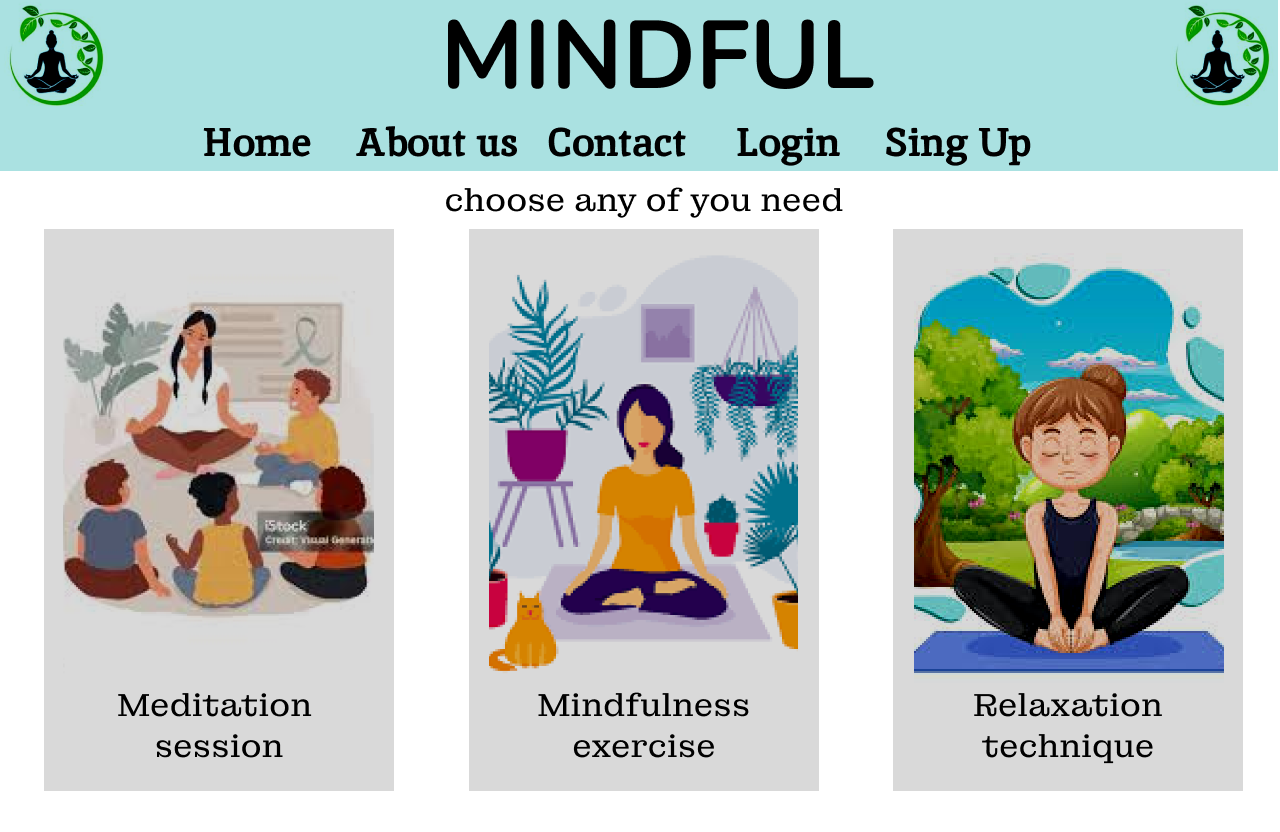 MINDFUL
Home About us Contact Login Sing Up
choose any of you need
iStock
Credit: Visual Generati
Meditation
session
Mindfulness
exercise
Relaxation
technique